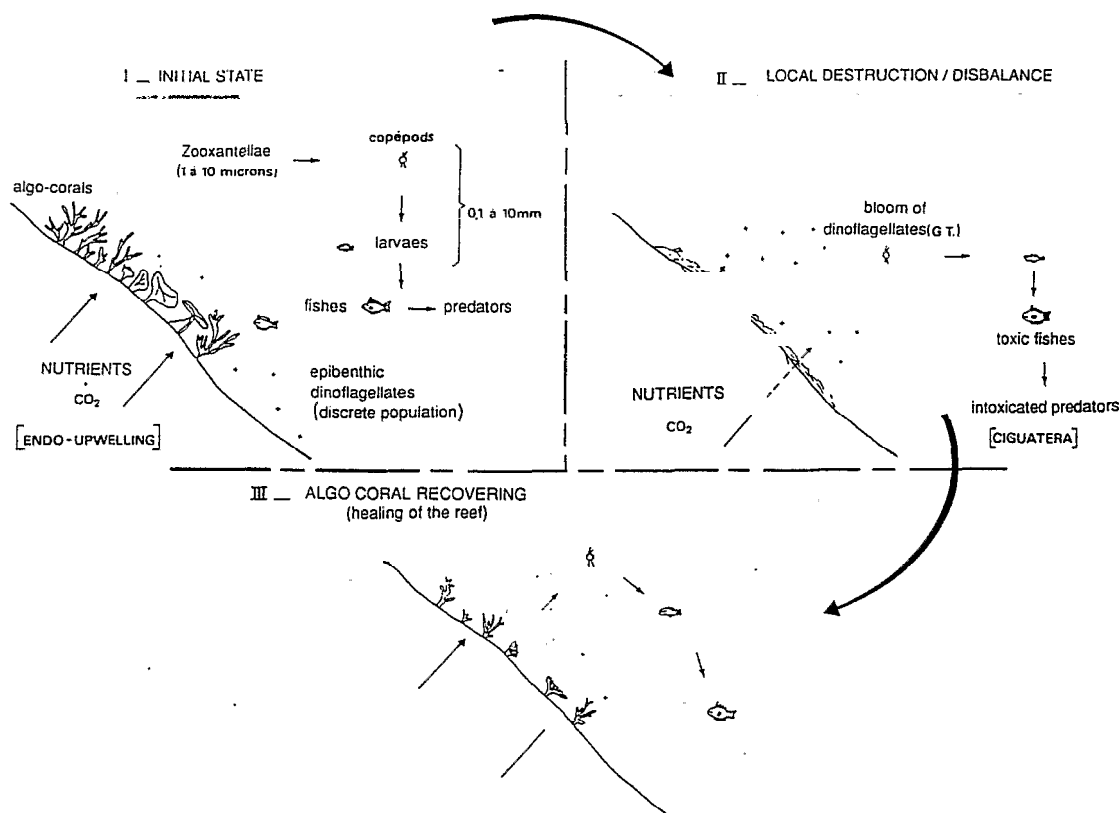 I _ INITIAL STATE
copépods
Zooxantellae
(1 à 10 microns)
algo-corals
0,1 à 10mm
larvaes
fishes
predators
NUTRIENTS
CO2
[ENDO-UPWELLING]
epibenthic
dinoflagellates
(discrete population)
II _ LOCAL DESTRUCTION / DISBALANCE
bloom of
dinoflagellates(G T.)
toxic fishes
NUTRIENTS
CO2
intoxicated predators
[CIGUATERA]
III _ ALGO CORAL RECOVERING
(healing of the reef)